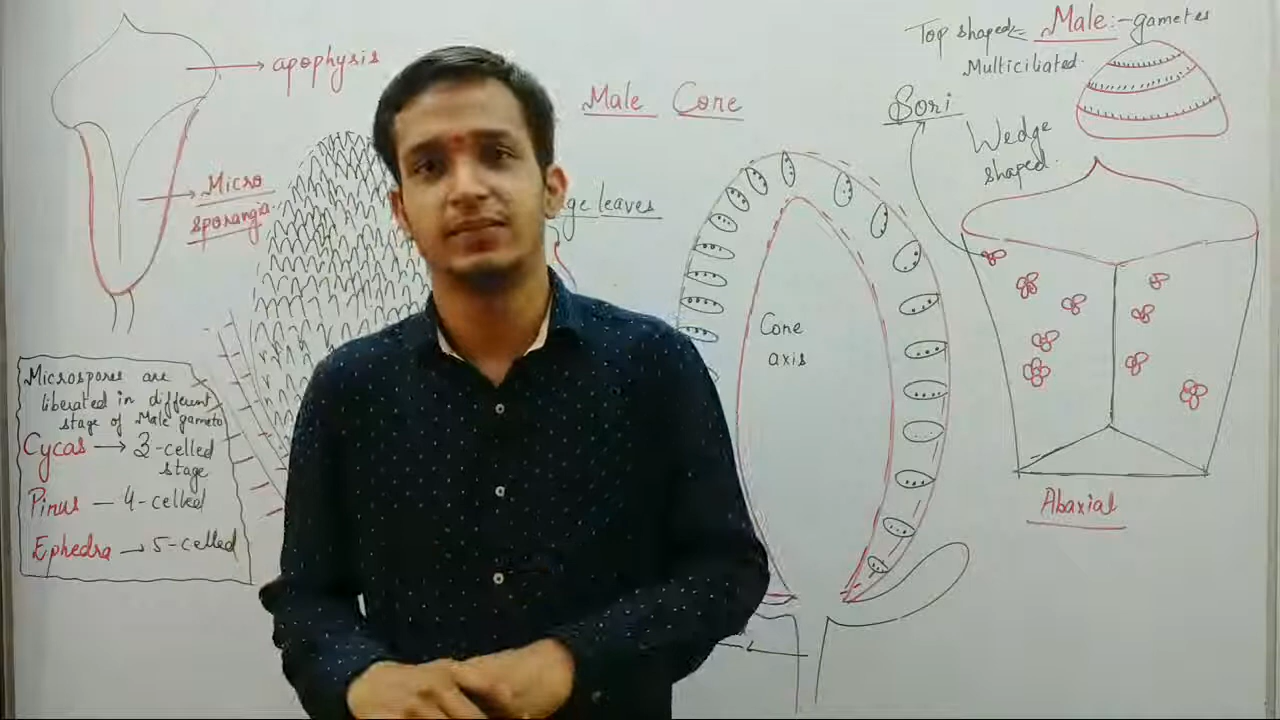 apophysis
Micro
sporangia
Male Cone
ge leaves
Cone
axis
Sori
Wedge
shaped.
Top shaped Male:-gametes
Multiciliated.
Abaxial
Microspores are
liberated in different
stage of Male gameto
Cycas → 3-celled
stage
Pinus — 4-celled
Ephedra → 5-celled